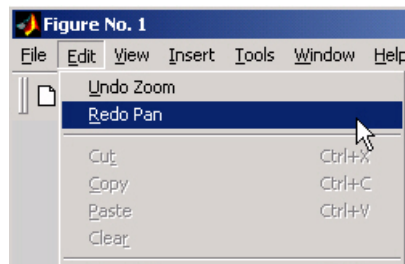 Figure No. 1
File Edit View Insert Tools Window Help
Undo Zoom
Redo Pan
Cut Ctrl+X
Copy Ctrl+C
Paste Ctrl+V
Clear